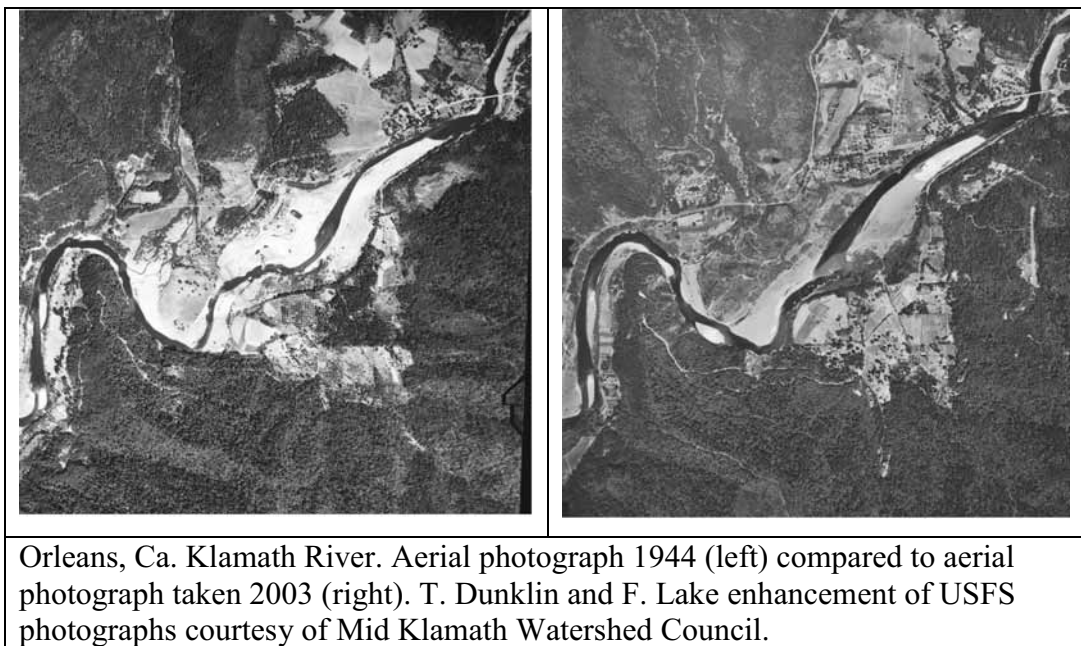 Orleans, Ca. Klamath River. Aerial photograph 1944 (left) compared to aerial
photograph taken 2003 (right). T. Dunklin and F. Lake enhancement of USFS
photographs courtesy of Mid Klamath Watershed Council.